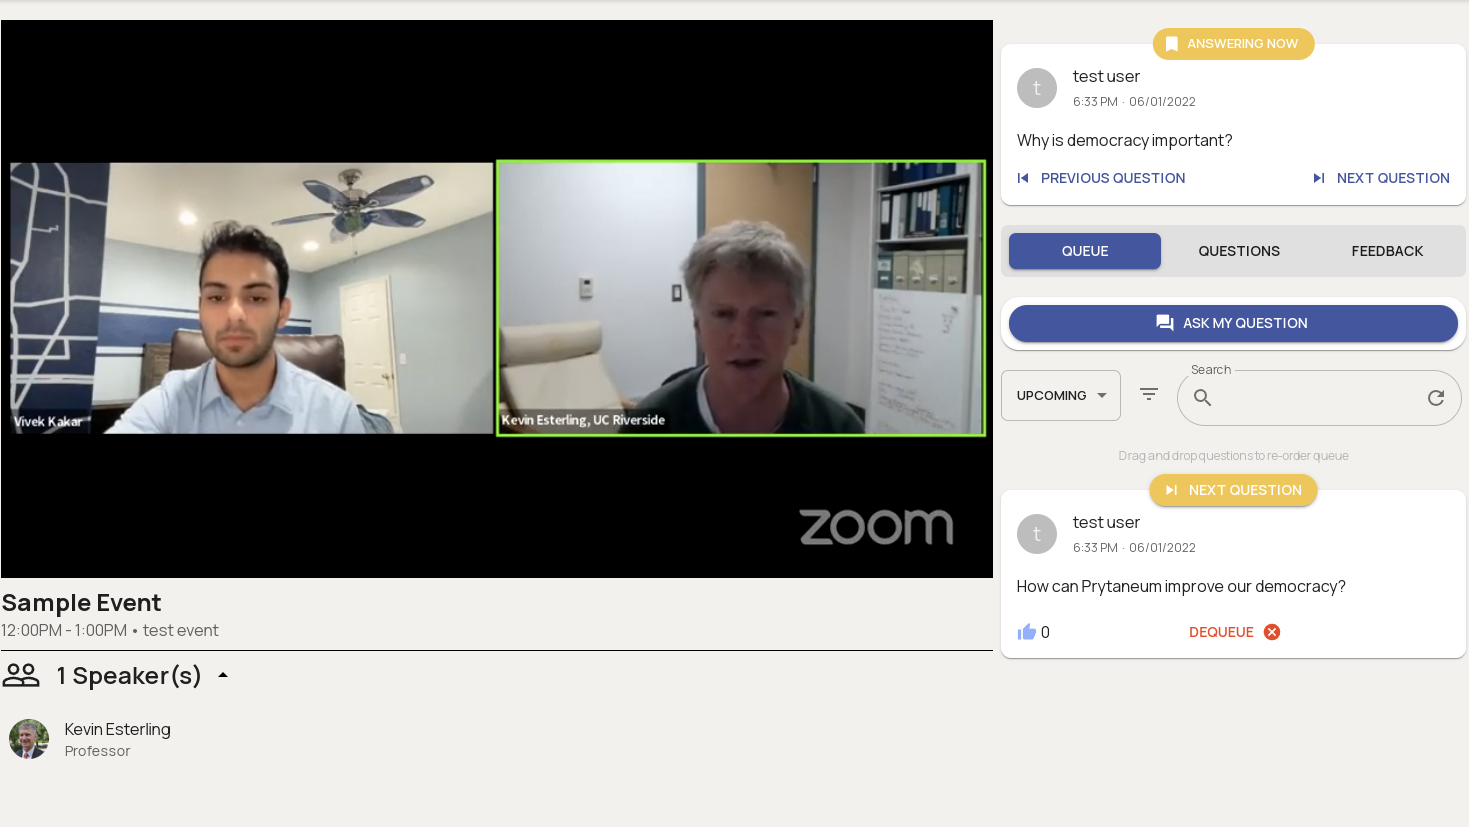 Vivek Kakar
Kevin Esterling, UC Riverside
zoom
Sample Event
12:00PM - 1:00PM • test event
1 Speaker(s)
Kevin Esterling
Professor
ANSWERING NOW
t
test user
6:33 PM · 06/01/2022
Why is democracy important?
PREVIOUS QUESTION
NEXT QUESTION
QUEUE
QUESTIONS
FEEDBACK
ASK MY QUESTION
UPCOMING
Search
Drag and drop questions to re-order queue
NEXT QUESTION
t
test user
6:33 PM · 06/01/2022
How can Prytaneum improve our democracy?
0
DEQUEUE